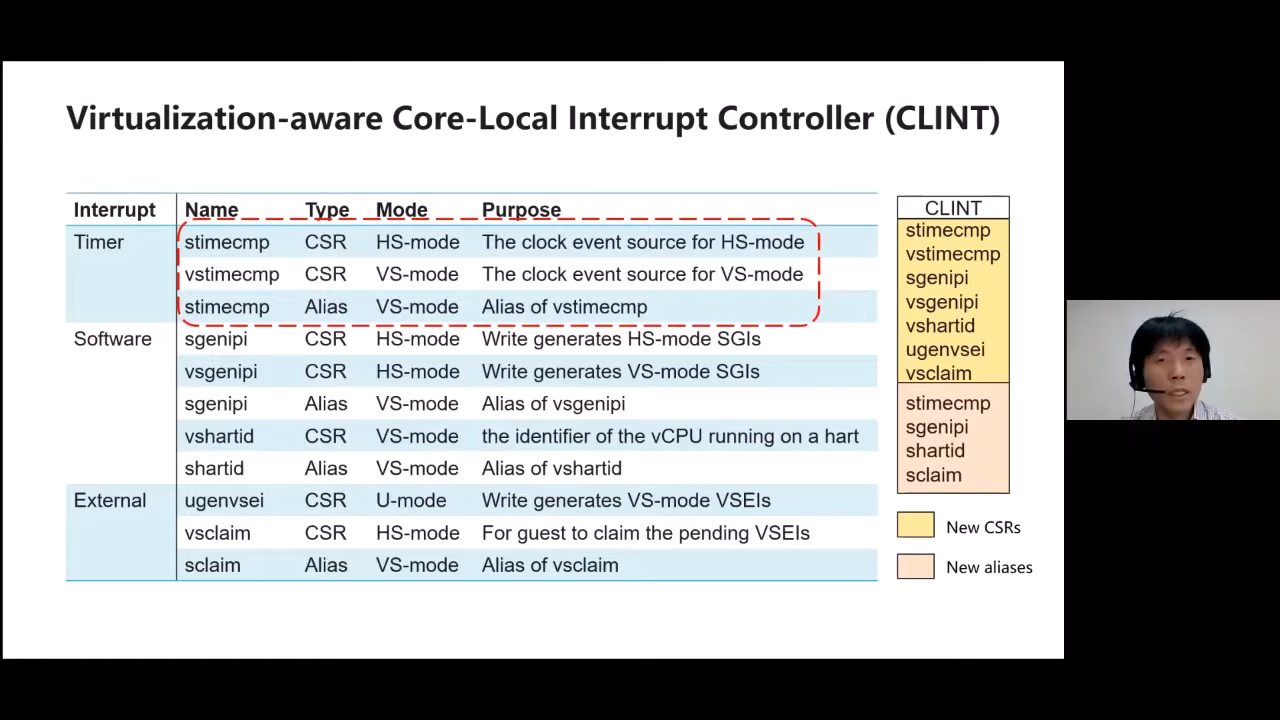 Virtualization-aware Core-Local Interrupt Controller (CLINT)
Interrupt Name Type Mode Purpose
Timer stimecmp CSR HS-mode The clock event source for HS-mode
vstimecmp CSR VS-mode The clock event source for VS-mode
stimecmp Alias VS-mode Alias of vstimecmp
Software sgenipi CSR HS-mode Write generates HS-mode SGIs
vsgenipi CSR HS-mode Write generates VS-mode SGIs
sgenipi Alias VS-mode Alias of vsgenipi
vshartid CSR VS-mode the identifier of the vCPU running on a hart
shartid Alias VS-mode Alias of vshartid
External ugenvsei CSR U-mode Write generates VS-mode VSEIs
vsclaim CSR HS-mode For guest to claim the pending VSEIs
sclaim Alias VS-mode Alias of vsclaim
CLINT
stimecmp
vstimecmp
sgenipi
vsgenipi
vshartid
ugenvsei
vsclaim
stimecmp
sgenipi
shartid
sclaim
New CSRs
New aliases